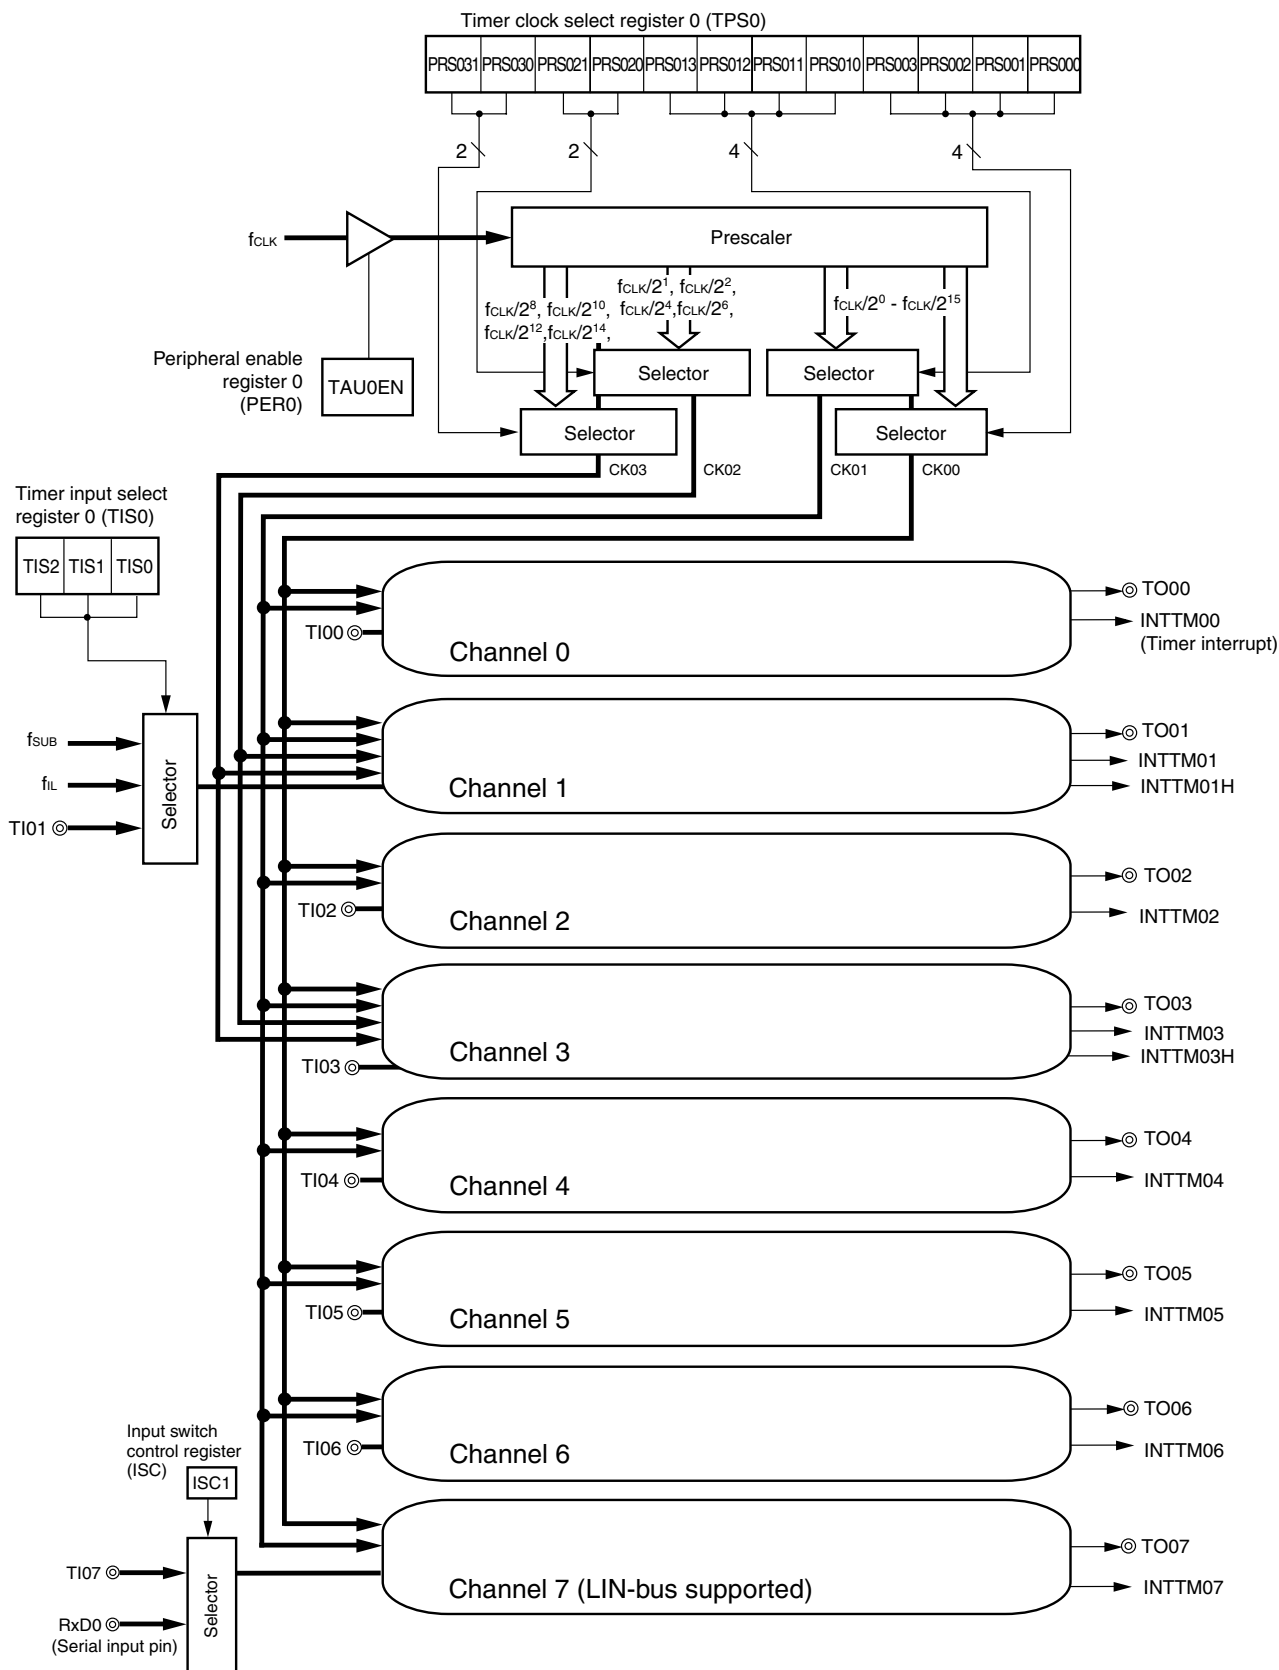 Timer clock select register 0 (TPS0)
PRS031 PRS030 PRS021 PRS020 PRS013 PRS012 PRS011 PRS010 PRS003 PRS002 PRS001 PRS000
2 2 4 4
fCLK
Prescaler
fCLK/2¹, fCLK/2²,
fCLK/2⁴,fCLK/2⁶,
fCLK/2⁸, fCLK/2¹⁰,
fCLK/2¹²,fCLK/2¹⁴,
fCLK/2⁰ - fCLK/2¹⁵
Peripheral enable
register 0
(PER0)
TAU0EN
Selector
Selector
Selector
Selector
CK03
CK02
CK01
CK00
Timer input select
register 0 (TIS0)
TIS2 TIS1 TIS0
TI00
Channel 0
TO00
INTTM00
(Timer interrupt)
fSUB
fIL
TI01
Selector
Channel 1
TO01
INTTM01
INTTM01H
TI02
Channel 2
TO02
INTTM02
TI03
Channel 3
TO03
INTTM03
INTTM03H
TI04
Channel 4
TO04
INTTM04
TI05
Channel 5
TO05
INTTM05
TI06
Channel 6
TO06
INTTM06
Input switch
control register
(ISC)
ISC1
TI07
RxD0
(Serial input pin)
Selector
Channel 7 (LIN-bus supported)
TO07
INTTM07